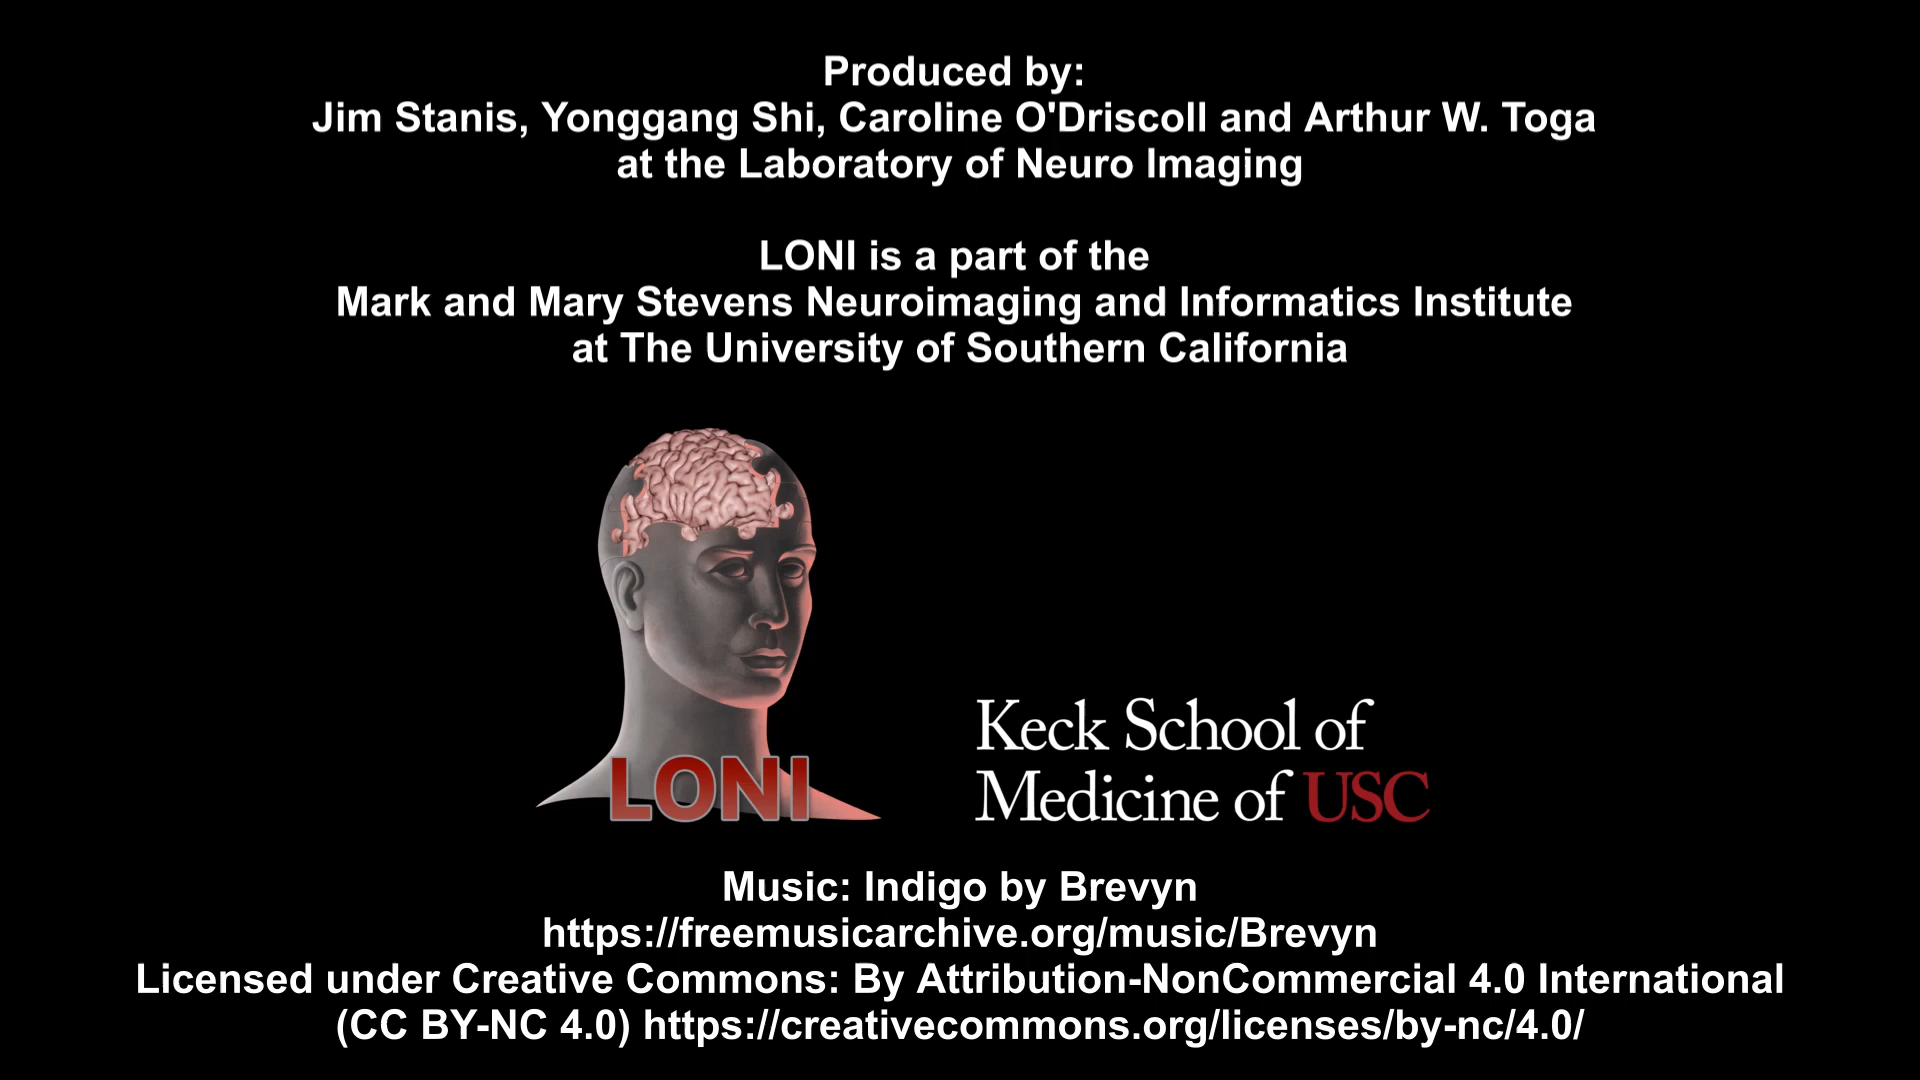 Produced by:
Jim Stanis, Yonggang Shi, Caroline O'Driscoll and Arthur W. Toga
at the Laboratory of Neuro Imaging
LONI is a part of the
Mark and Mary Stevens Neuroimaging and Informatics Institute
at The University of Southern California
LONI
Keck School of
Medicine of USC
Music: Indigo by Brevyn
https://freemusicarchive.org/music/Brevyn
Licensed under Creative Commons: By Attribution-NonCommercial 4.0 International
(CC BY-NC 4.0) https://creativecommons.org/licenses/by-nc/4.0/